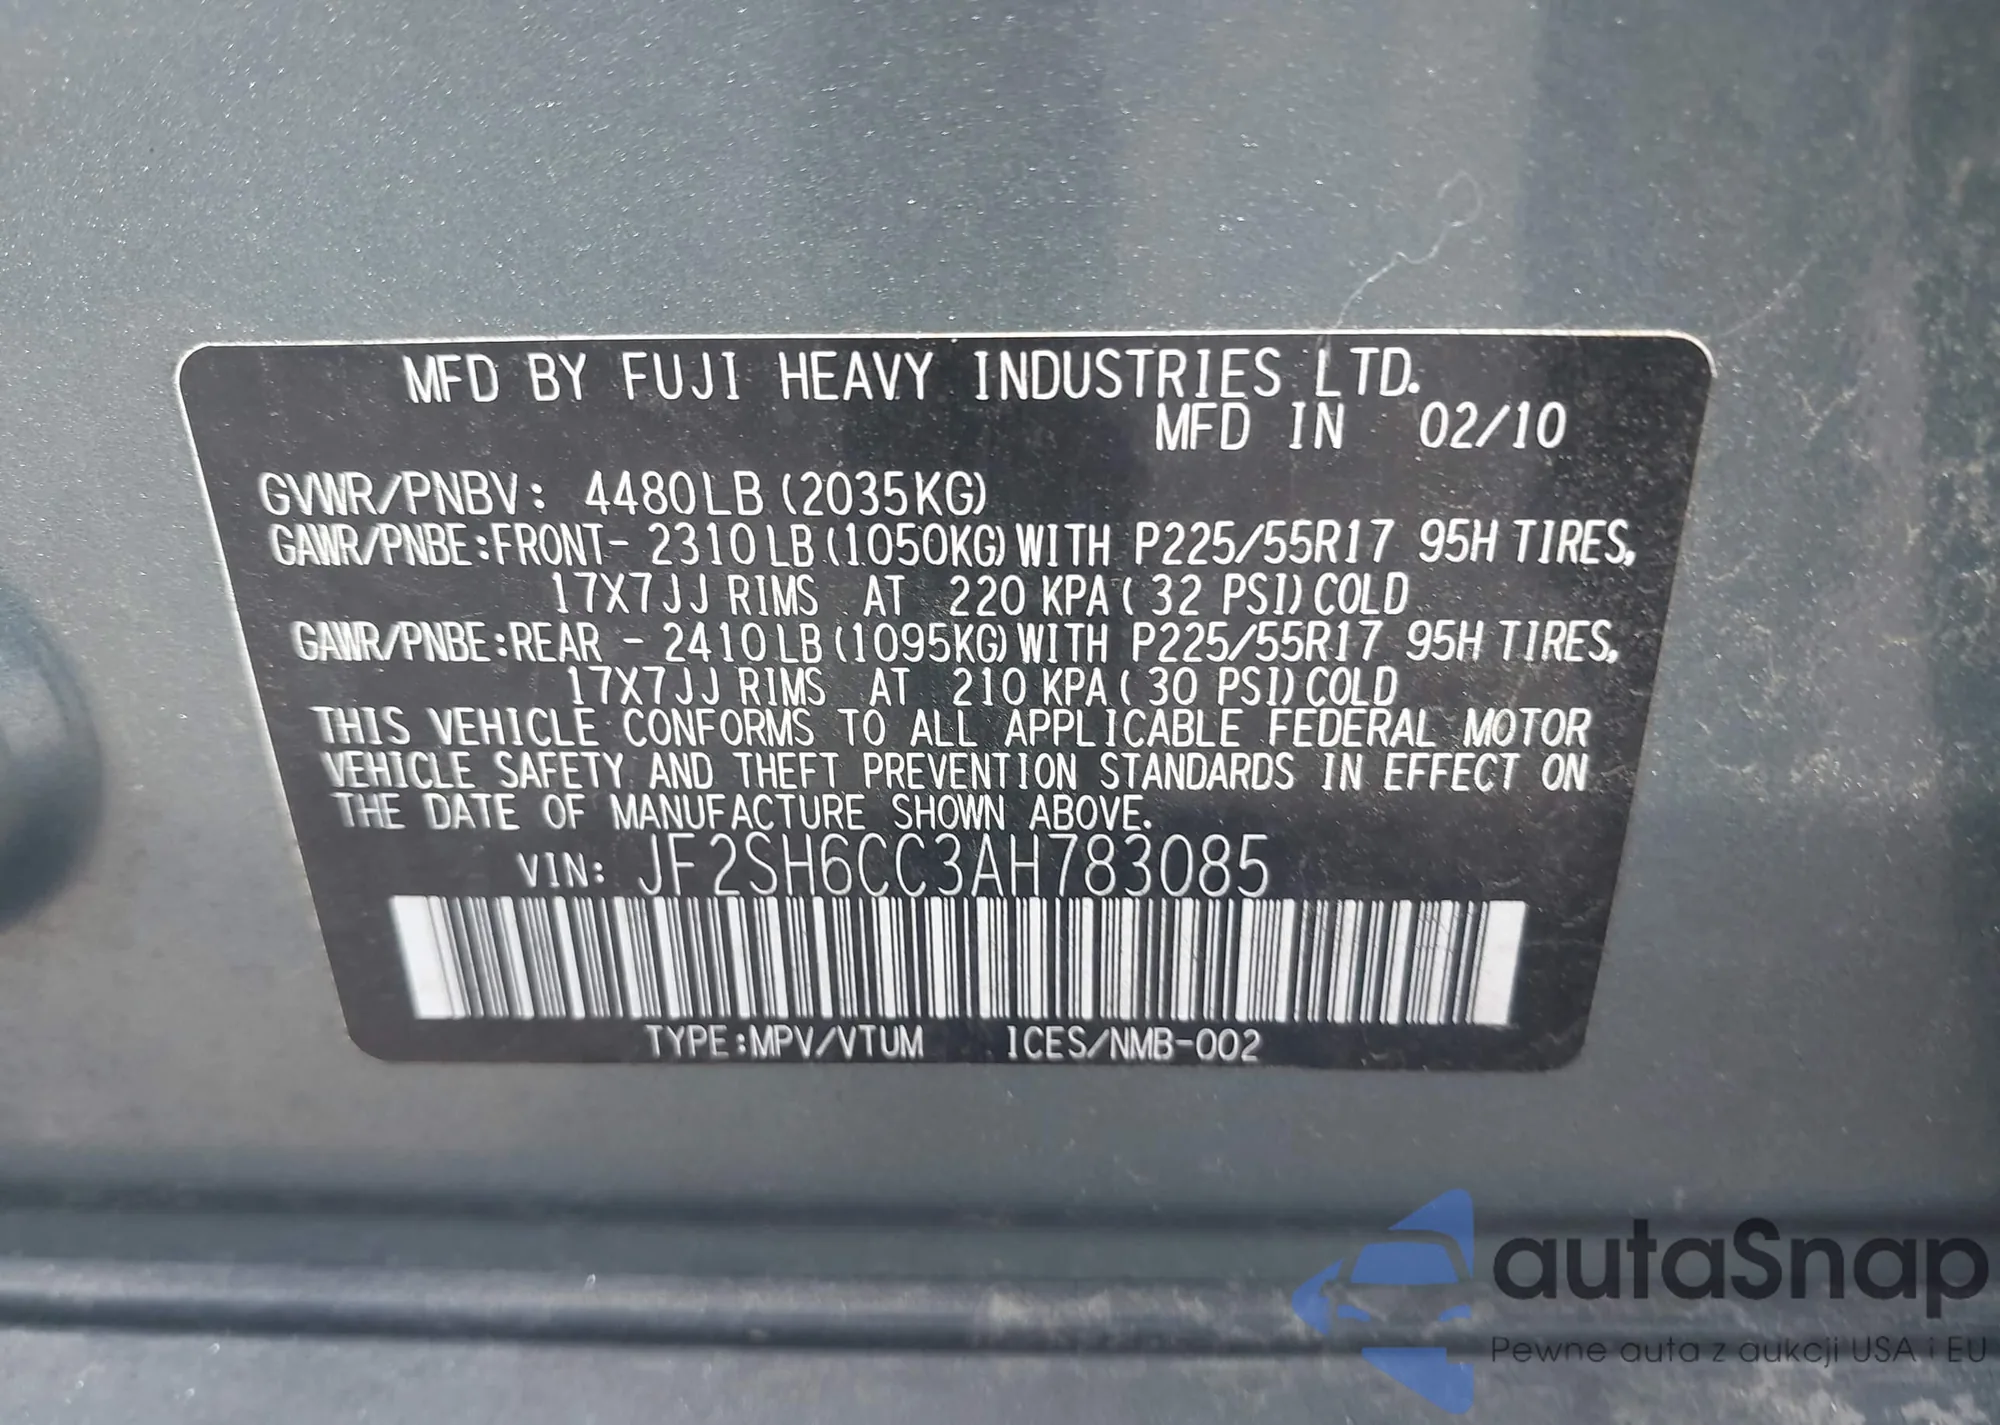 MFD BY FUJI HEAVY INDUSTRIES LTD.
MFD IN 02/10
GVWR/PNBV: 4480LB (2035KG)
GAWR/PNBE:FRONT- 2310LB(1050KG)WITH P225/55R17 95H TIRES,
17X7JJ RIMS AT 220 KPA( 32 PSI)COLD
GAWR/PNBE:REAR - 2410LB(1095KG)WITH P225/55R17 95H TIRES,
17X7JJ RIMS AT 210 KPA( 30 PSI)COLD
THIS VEHICLE CONFORMS TO ALL APPLICABLE FEDERAL MOTOR
VEHICLE SAFETY AND THEFT PREVENTION STANDARDS IN EFFECT ON
THE DATE OF MANUFACTURE SHOWN ABOVE.
VIN: JF2SH6CC3AH783085
TYPE:MPV/VTUM ICES/NMB-002
autaSnap
Pewne auta z aukcji USA i EU